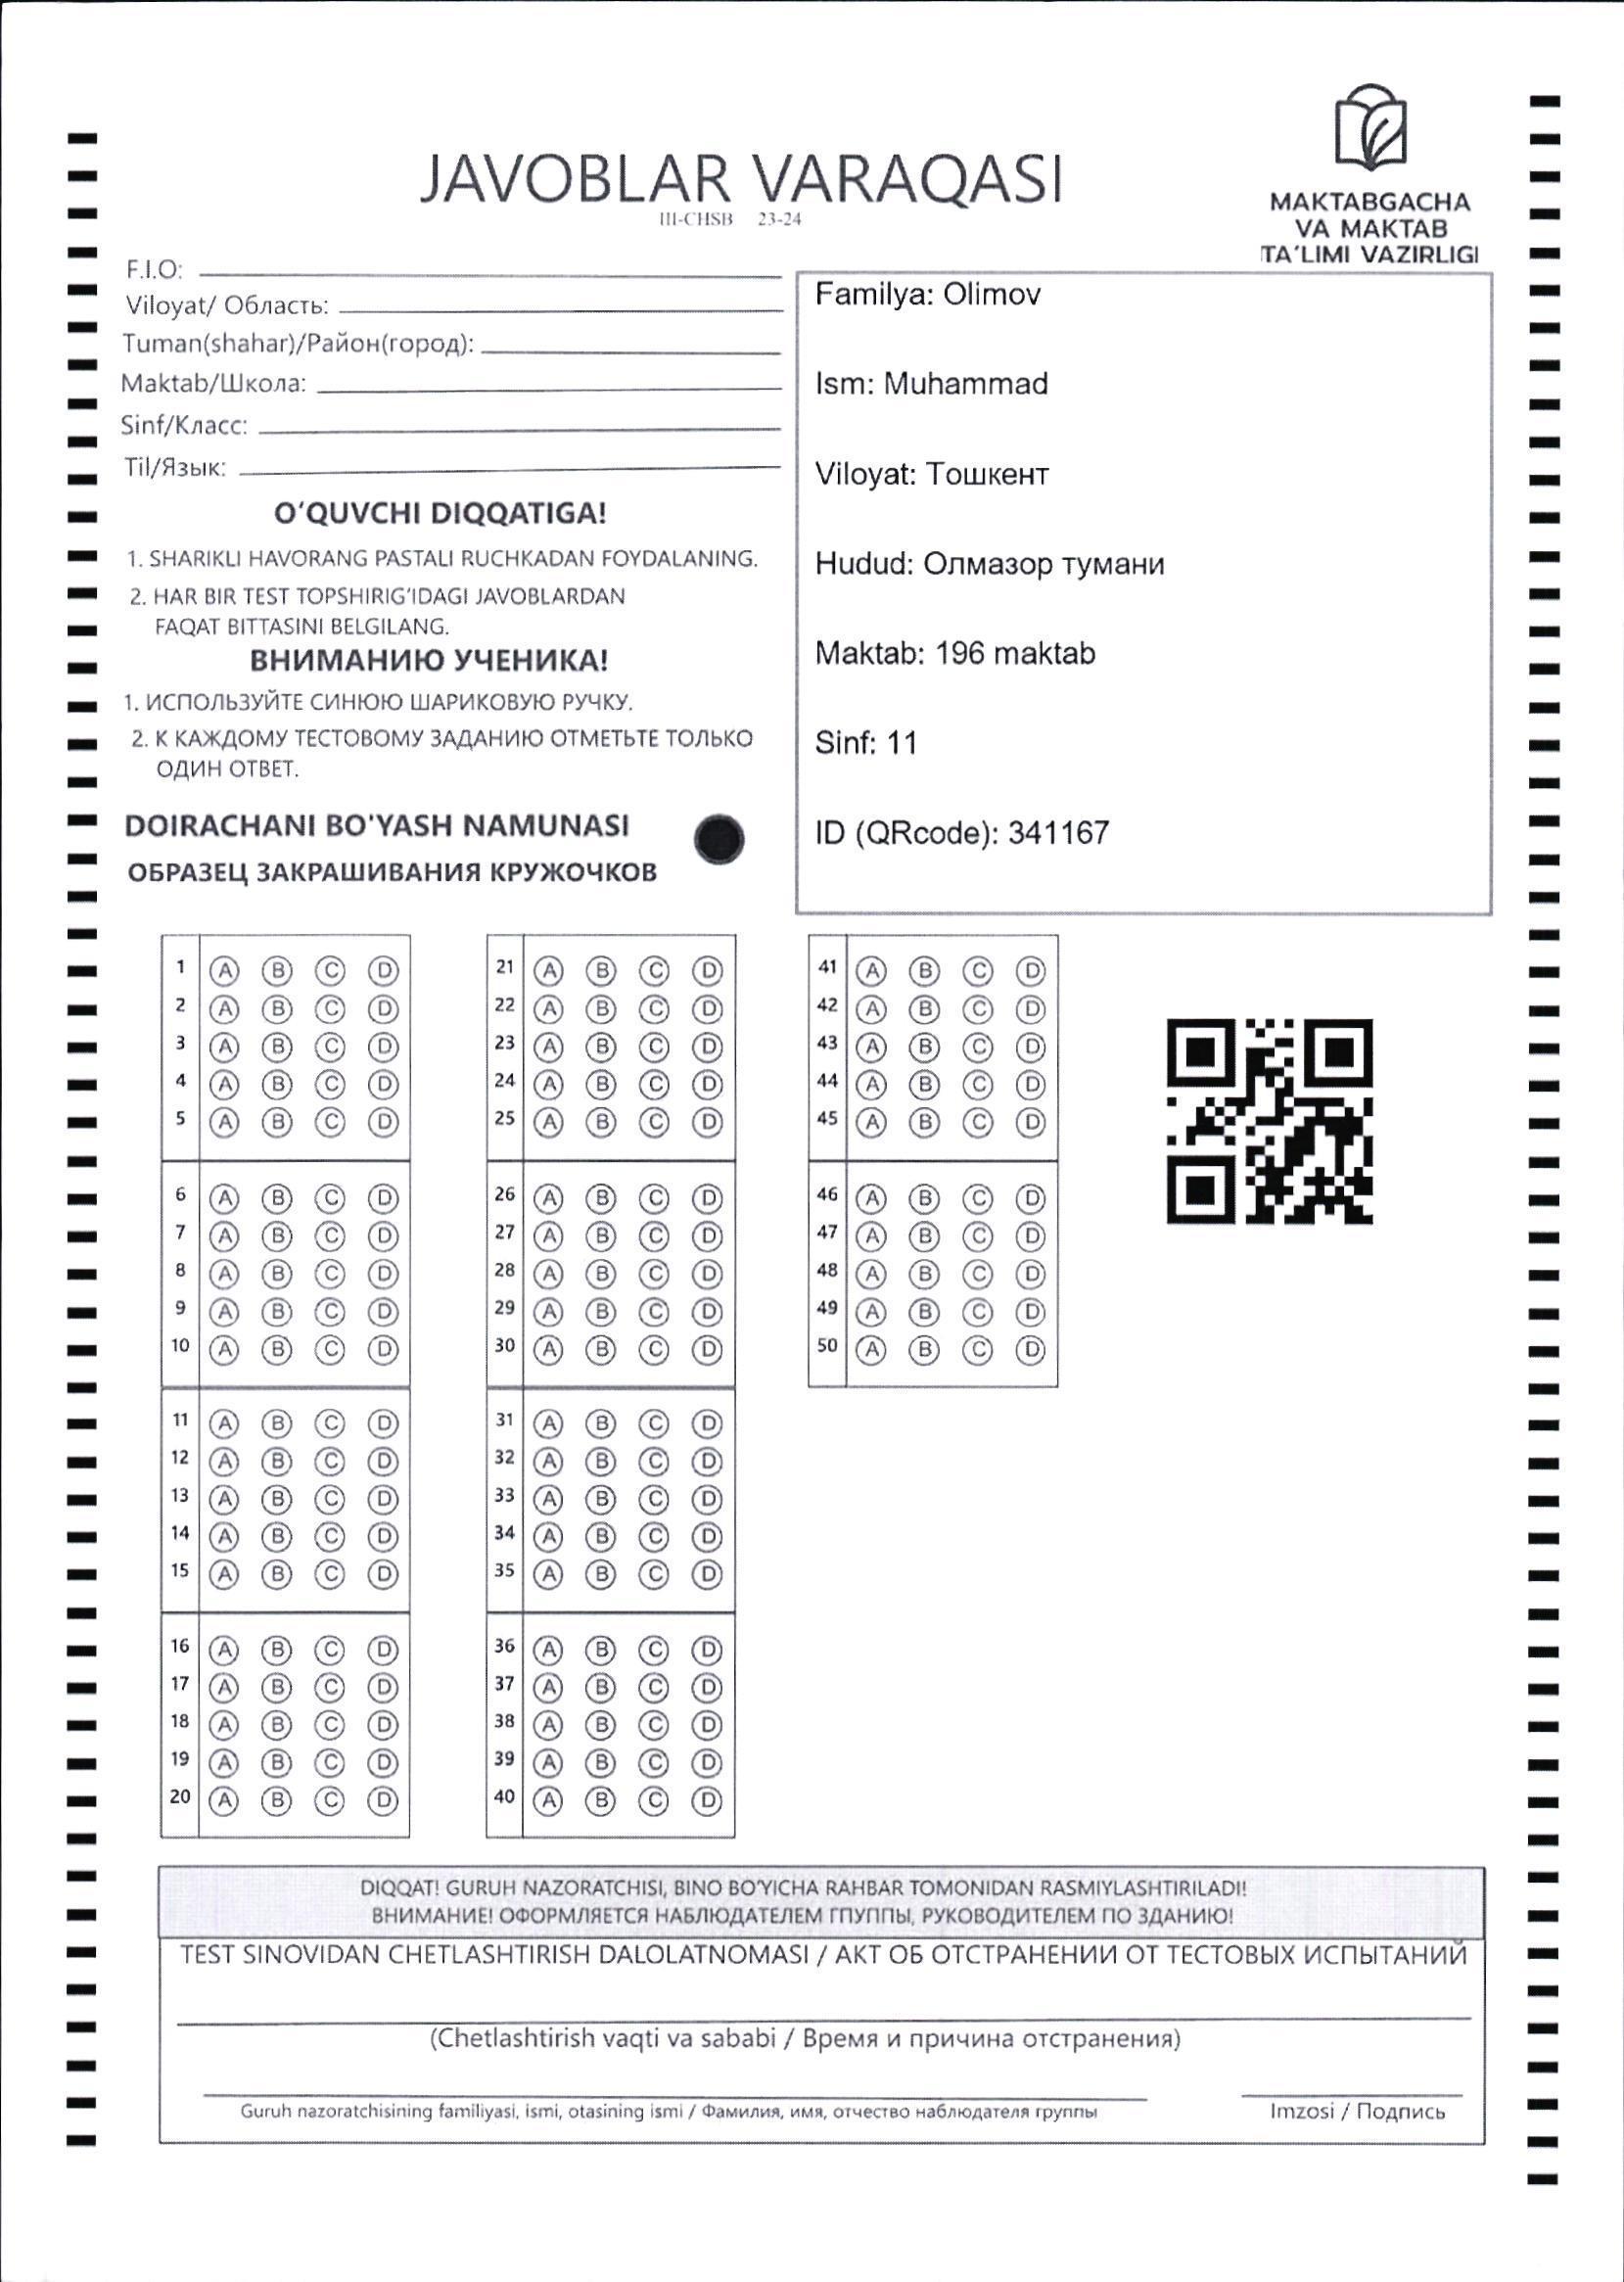 JAVOBLAR VARAQASI
III-CHSB 23-24
MAKTABGACHA
VA MAKTAB
TA'LIMI VAZIRLIGI
F.I.O:
Viloyat/ Область:
Tuman(shahar)/Район(город):
Maktab/Школа:
Sinf/Класс:
Til/Язык:
O'QUVCHI DIQQATIGA!
1. SHARIKLI HAVORANG PASTALI RUCHKADAN FOYDALANING.
2. HAR BIR TEST TOPSHIRIG'IDAGI JAVOBLARDAN
FAQAT BITTASINI BELGILANG.
ВНИМАНИЮ УЧЕНИКА!
1. ИСПОЛЬЗУЙТЕ СИНЮЮ ШАРИКОВУЮ РУЧКУ.
2. К КАЖДОМУ ТЕСТОВОМУ ЗАДАНИЮ ОТМЕТЬТЕ ТОЛЬКО
ОДИН ОТВЕТ.
DOIRACHANI BO'YASH NAMUNASI
ОБРАЗЕЦ ЗАКРАШИВАНИЯ КРУЖОЧКОВ
Familya: Olimov
Ism: Muhammad
Viloyat: Тошкент
Hudud: Олмазор тумани
Maktab: 196 maktab
Sinf: 11
ID (QRcode): 341167
1 A B C D
2 A B C D
3 A B C D
4 A B C D
5 A B C D
6 A B C D
7 A B C D
8 A B C D
9 A B C D
10 A B C D
11 A B C D
12 A B C D
13 A B C D
14 A B C D
15 A B C D
16 A B C D
17 A B C D
18 A B C D
19 A B C D
20 A B C D
21 A B C D
22 A B C D
23 A B C D
24 A B C D
25 A B C D
26 A B C D
27 A B C D
28 A B C D
29 A B C D
30 A B C D
31 A B C D
32 A B C D
33 A B C D
34 A B C D
35 A B C D
36 A B C D
37 A B C D
38 A B C D
39 A B C D
40 A B C D
41 A B C D
42 A B C D
43 A B C D
44 A B C D
45 A B C D
46 A B C D
47 A B C D
48 A B C D
49 A B C D
50 A B C D
DIQQAT! GURUH NAZORATCHISI, BINO BO'YICHA RAHBAR TOMONIDAN RASMIYLASHTIRILADI!
ВНИМАНИЕ! ОФОРМЛЯЕТСЯ НАБЛЮДАТЕЛЕМ ГПУППЫ, РУКОВОДИТЕЛЕМ ПО ЗДАНИЮ!
TEST SINOVIDAN CHETLASHTIRISH DALOLATNOMASI / АКТ ОБ ОТСТРАНЕНИИ ОТ ТЕСТОВЫХ ИСПЫТАНИЙ
(Chetlashtirish vaqti va sababi / Время и причина отстранения)
Guruh nazoratchisining familiyasi, ismi, otasining ismi / Фамилия, имя, отчество наблюдателя группы
Imzosi / Подпись